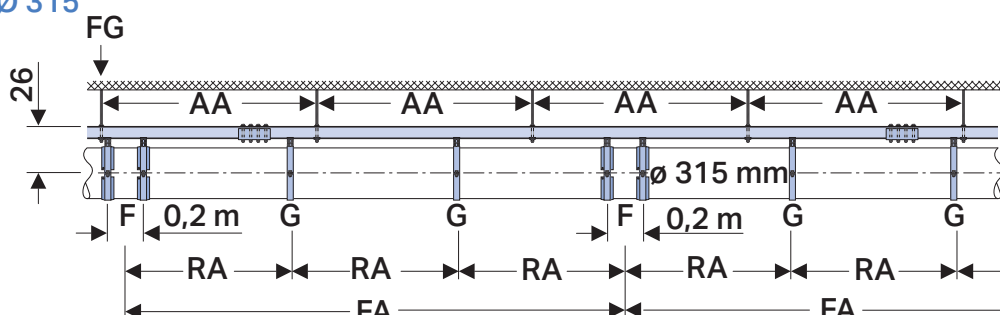 Ø 315
FG
26
AA AA AA AA
ø 315 mm
F 0,2 m G G F 0,2 m G G
RA RA RA RA RA
FA FA